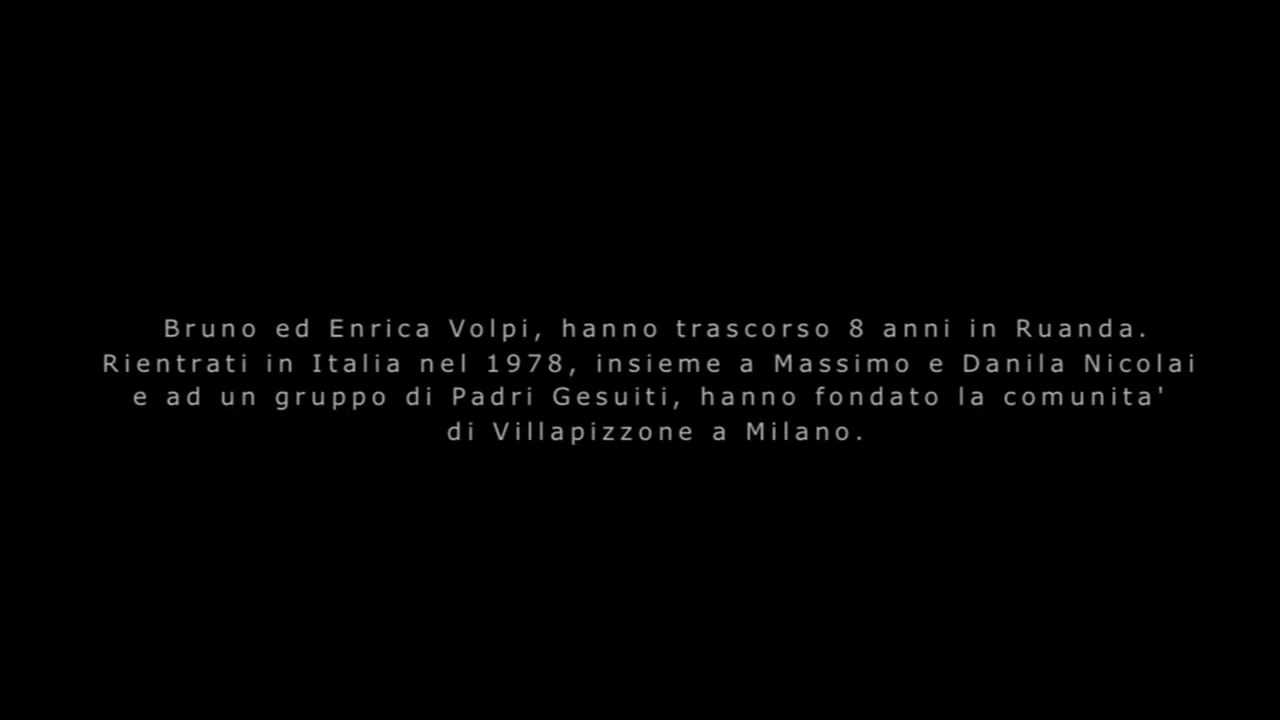 Bruno ed Enrica Volpi, hanno trascorso 8 anni in Ruanda.
Rientrati in Italia nel 1978, insieme a Massimo e Danila Nicolai
e ad un gruppo di Padri Gesuiti, hanno fondato la comunita'
di Villapizzone a Milano.